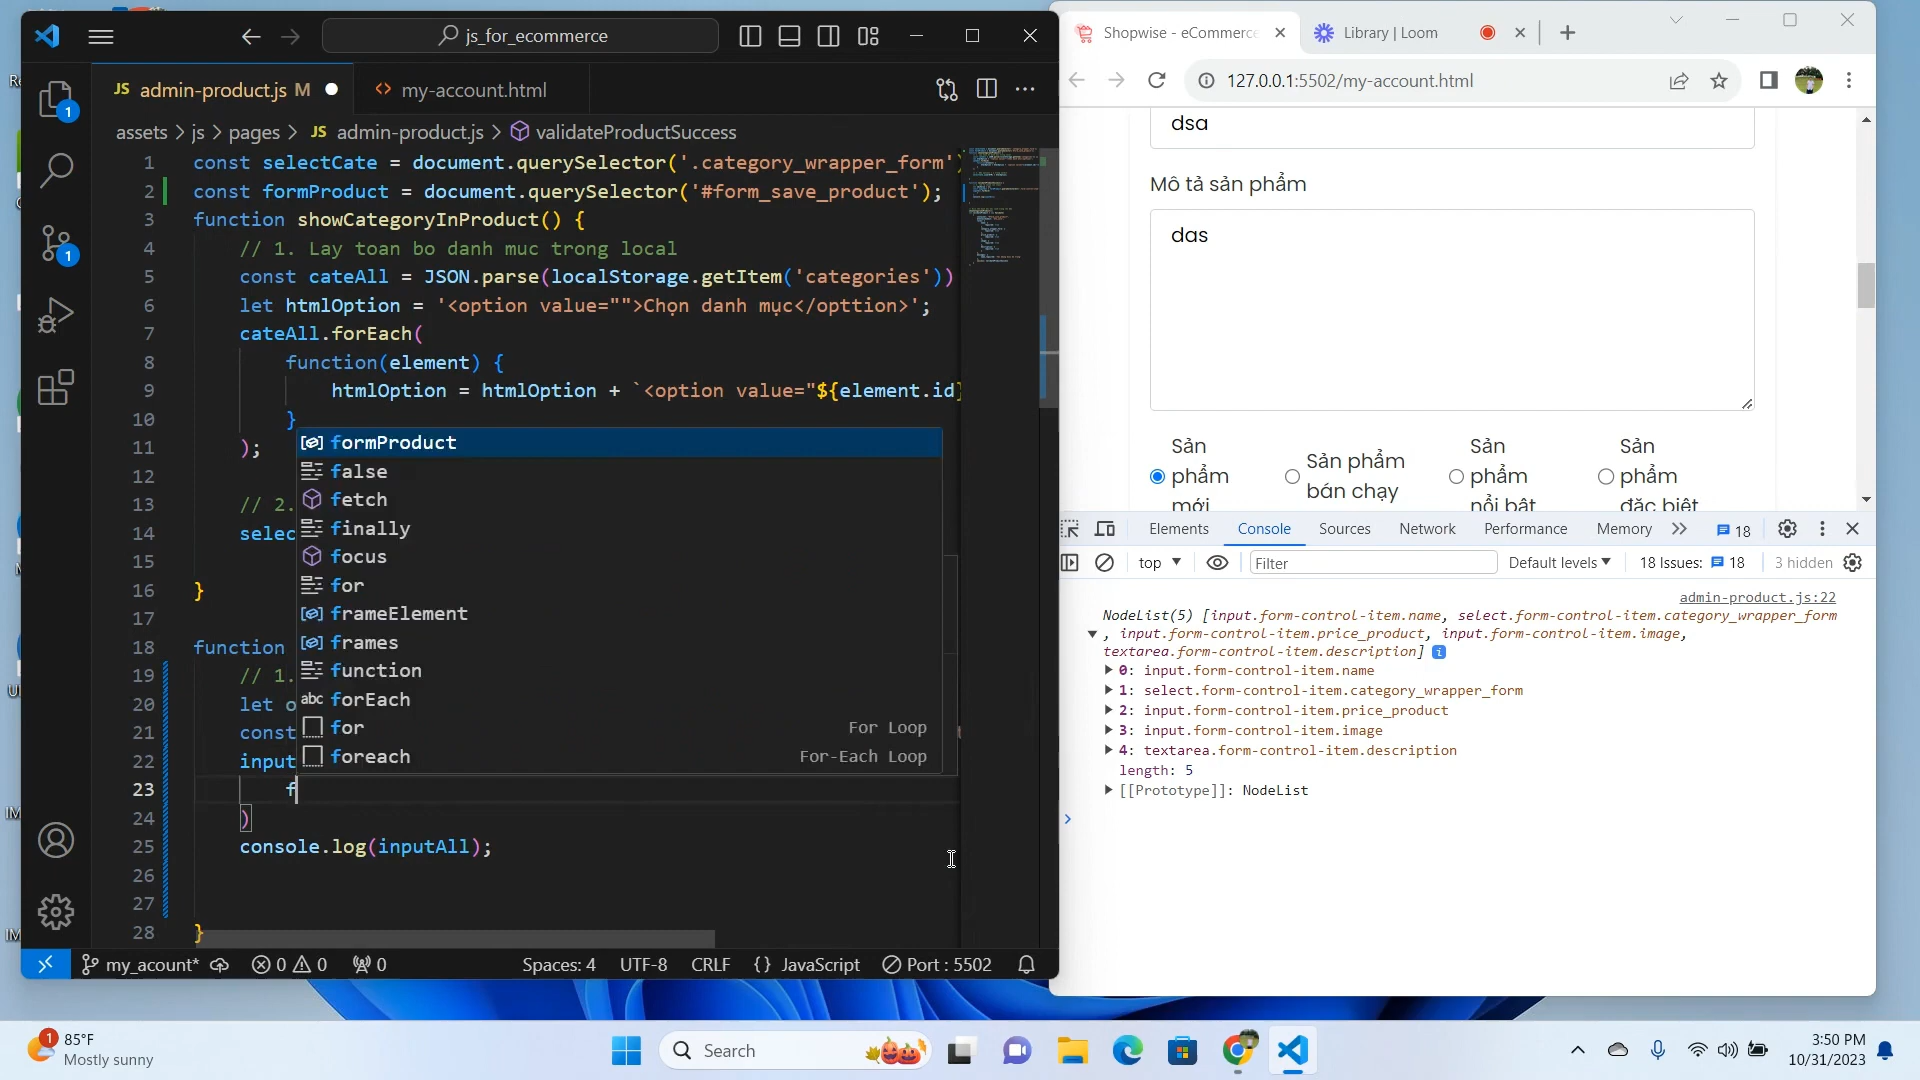 js_for_ecommerce
JS admin-product.js M
<> my-account.html
assets > js > pages > JS admin-product.js > validateProductSuccess
1 const selectCate = document.querySelector('.category_wrapper_form')
2 const formProduct = document.querySelector('#form_save_product');
3 function showCategoryInProduct() {
4 // 1. Lay toan bo danh muc trong local
5 const cateAll = JSON.parse(localStorage.getItem('categories'))
6 let htmlOption = '<option value="">Chọn danh mục</opttion>';
7 cateAll.forEach(
8 function(element) {
9 htmlOption = htmlOption + `<option value="${element.id}
10 }
11 );
12
13 // 2.
14 selec
15
16 }
17
18 function
19 // 1.
20 let o
21 const
22 input
23 f
24 )
25 console.log(inputAll);
26
27
28 }
formProduct
false
fetch
finally
focus
for
frameElement
frames
function
abc forEach
for For Loop
foreach For-Each Loop
1
1
my_acount* 0 0 0 Spaces: 4 UTF-8 CRLF {} JavaScript Port : 5502
Shopwise - eCommerce
Library | Loom
127.0.0.1:5502/my-account.html
dsa
Mô tả sản phẩm
das
Sản phẩm mới
Sản phẩm bán chạy
Sản phẩm nổi bật
Sản phẩm đặc biệt
Elements Console Sources Network Performance Memory 18
top Filter Default levels 18 Issues: 18 3 hidden
admin-product.js:22
NodeList(5) [input.form-control-item.name, select.form-control-item.category_wrapper_form
, input.form-control-item.price_product, input.form-control-item.image,
textarea.form-control-item.description] i
0: input.form-control-item.name
1: select.form-control-item.category_wrapper_form
2: input.form-control-item.price_product
3: input.form-control-item.image
4: textarea.form-control-item.description
length: 5
[[Prototype]]: NodeList
1
85°F
Mostly sunny
Search
3:50 PM
10/31/2023